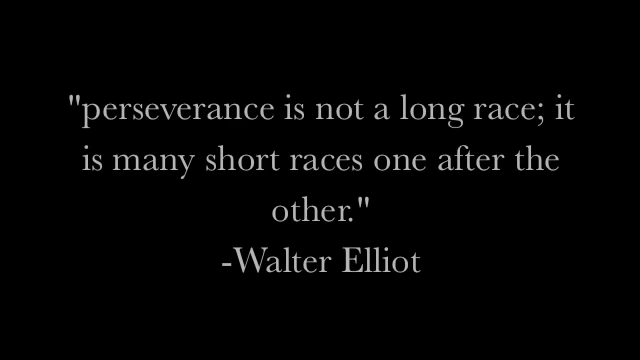 "perseverance is not a long race; it
is many short races one after the
other."
-Walter Elliot